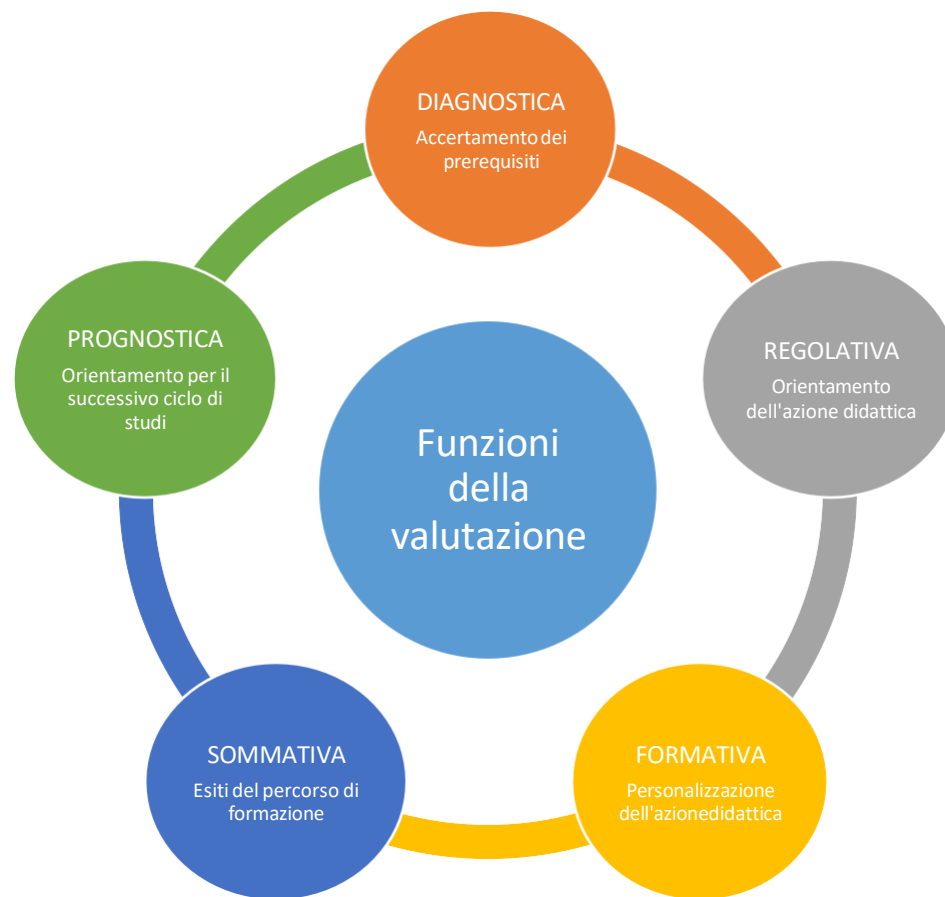 DIAGNOSTICA
Accertamento dei
prerequisiti
REGOLATIVA
Orientamento
dell'azione didattica
FORMATIVA
Personalizzazione
dell'azionedidattica
SOMMATIVA
Esiti del percorso di
formazione
PROGNOSTICA
Orientamento per il
successivo ciclo di
studi
Funzioni
della
valutazione